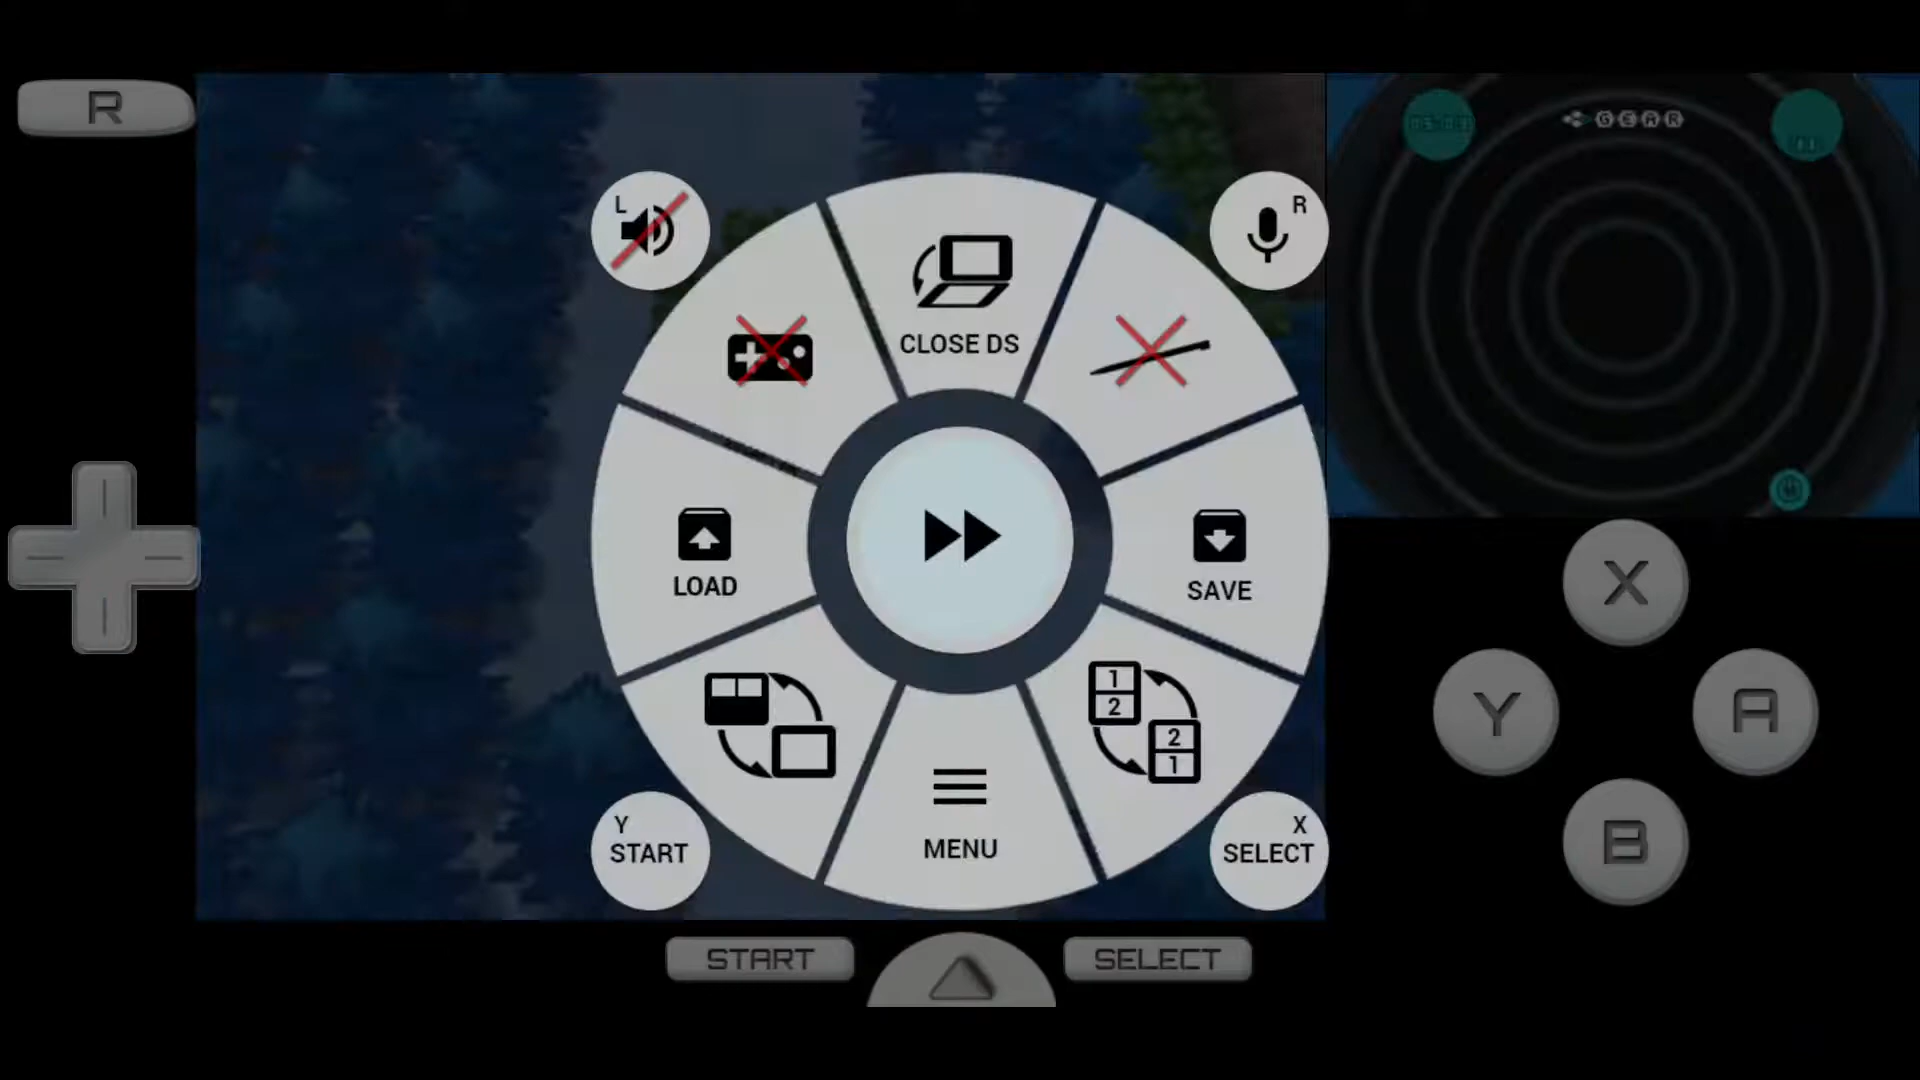 R
GEAR
L
R
CLOSE DS
LOAD
SAVE
1
2
2
1
MENU
Y
START
X
SELECT
X
Y
A
B
START
SELECT